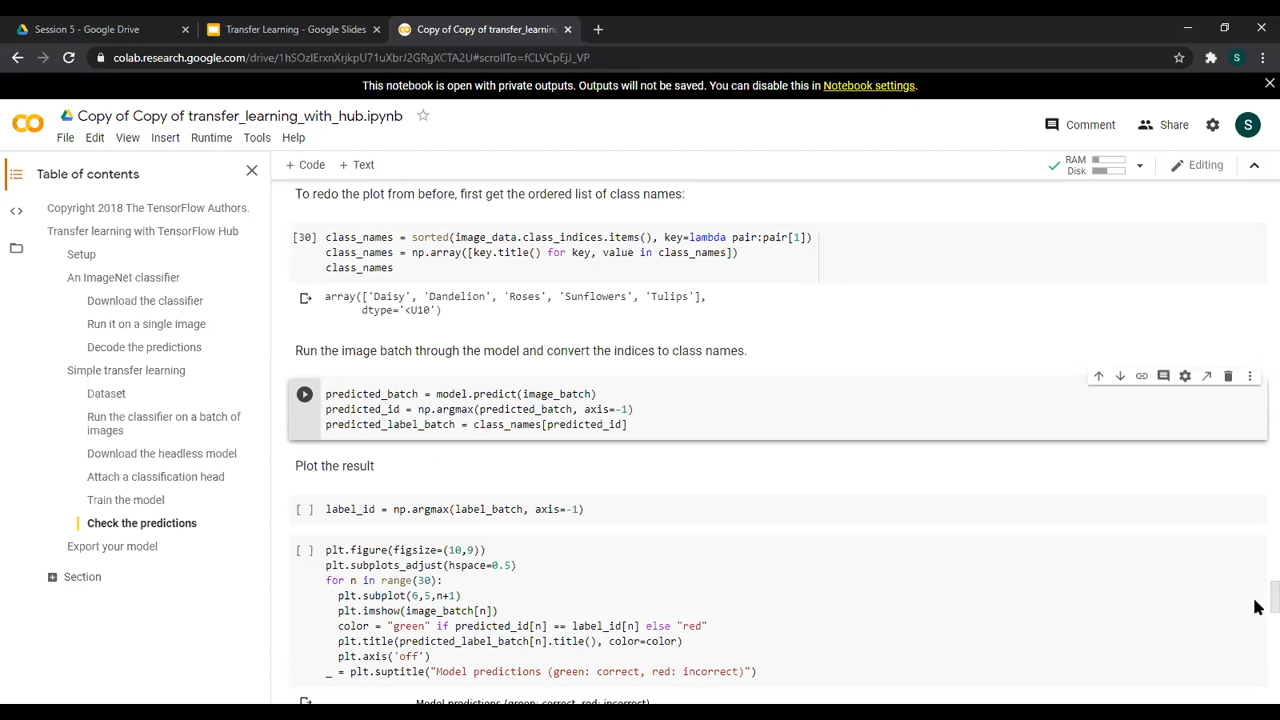 Session 5 - Google Drive
Transfer Learning - Google Slides
Copy of Copy of transfer_learnin
colab.research.google.com/drive/1hSOzIErxnXrjkpU71uXbrJ2GRgXCTA2U#scrollTo=fCLVCpEjJ_VP
S
This notebook is open with private outputs. Outputs will not be saved. You can disable this in Notebook settings.
CO
Copy of Copy of transfer_learning_with_hub.ipynb
File Edit View Insert Runtime Tools Help
Comment
Share
S
Table of contents
+ Code + Text
RAM
Disk
Editing
Copyright 2018 The TensorFlow Authors.
Transfer learning with TensorFlow Hub
Setup
An ImageNet classifier
Download the classifier
Run it on a single image
Decode the predictions
Simple transfer learning
Dataset
Run the classifier on a batch of
images
Download the headless model
Attach a classification head
Train the model
Check the predictions
Export your model
Section
To redo the plot from before, first get the ordered list of class names:
[30] class_names = sorted(image_data.class_indices.items(), key=lambda pair:pair[1])
class_names = np.array([key.title() for key, value in class_names])
class_names
array(['Daisy', 'Dandelion', 'Roses', 'Sunflowers', 'Tulips'],
dtype='<U10')
Run the image batch through the model and convert the indices to class names.
predicted_batch = model.predict(image_batch)
predicted_id = np.argmax(predicted_batch, axis=-1)
predicted_label_batch = class_names[predicted_id]
Plot the result
[ ] label_id = np.argmax(label_batch, axis=-1)
[ ] plt.figure(figsize=(10,9))
plt.subplots_adjust(hspace=0.5)
for n in range(30):
plt.subplot(6,5,n+1)
plt.imshow(image_batch[n])
color = "green" if predicted_id[n] == label_id[n] else "red"
plt.title(predicted_label_batch[n].title(), color=color)
plt.axis('off')
_ = plt.suptitle("Model predictions (green: correct, red: incorrect)")
Model predictions (green: correct, red: incorrect)